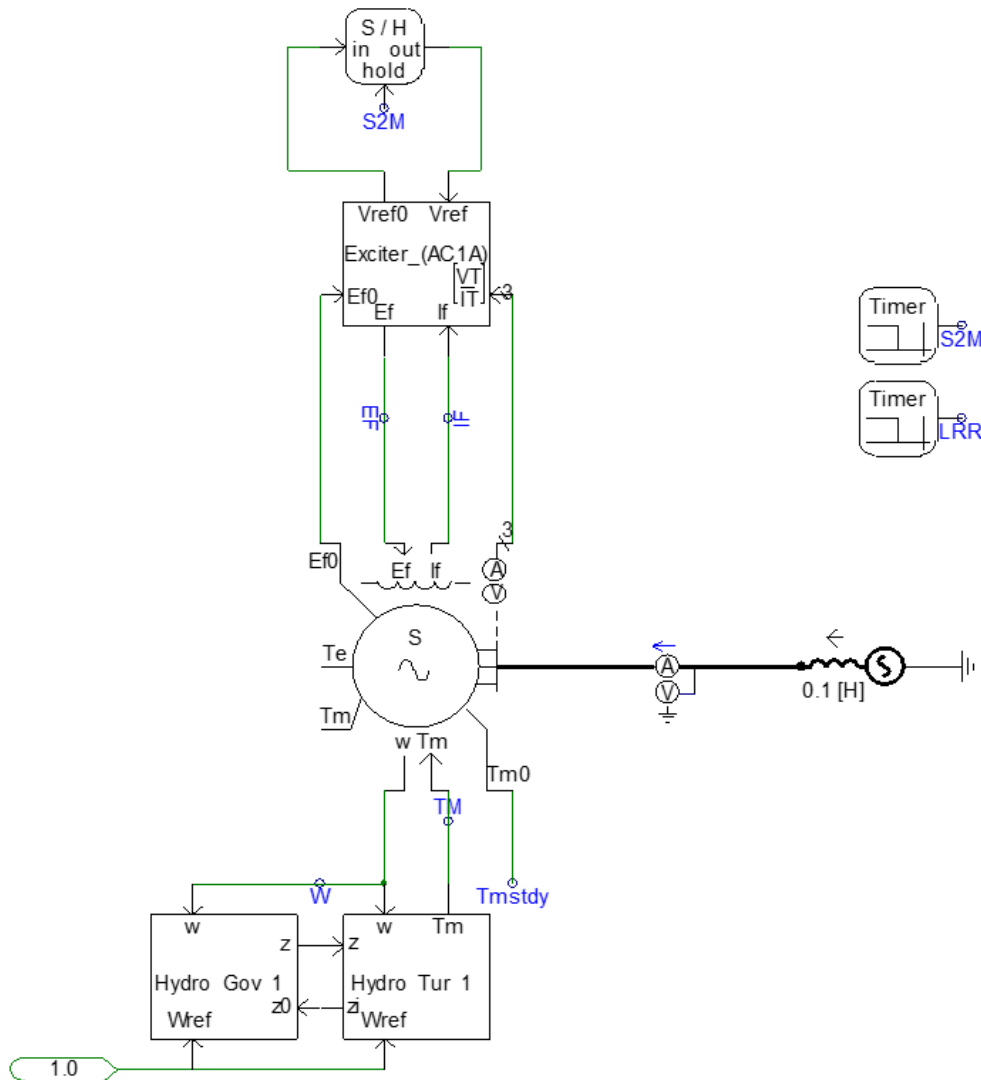 S / H
in out
hold
S2M
Vref0 Vref
Exciter_(AC1A)
VT
IT
3
Ef0
Ef If
Timer
S2M
Timer
LRR
EF
IF
3
Ef0
Ef If
A
V
S
Te
Tm
A
V
0.1 [H]
w Tm
Tm0
TM
W
Tmstdy
w
z
Hydro Gov 1
z0
Wref
w Tm
z
Hydro Tur 1
zi
Wref
1.0